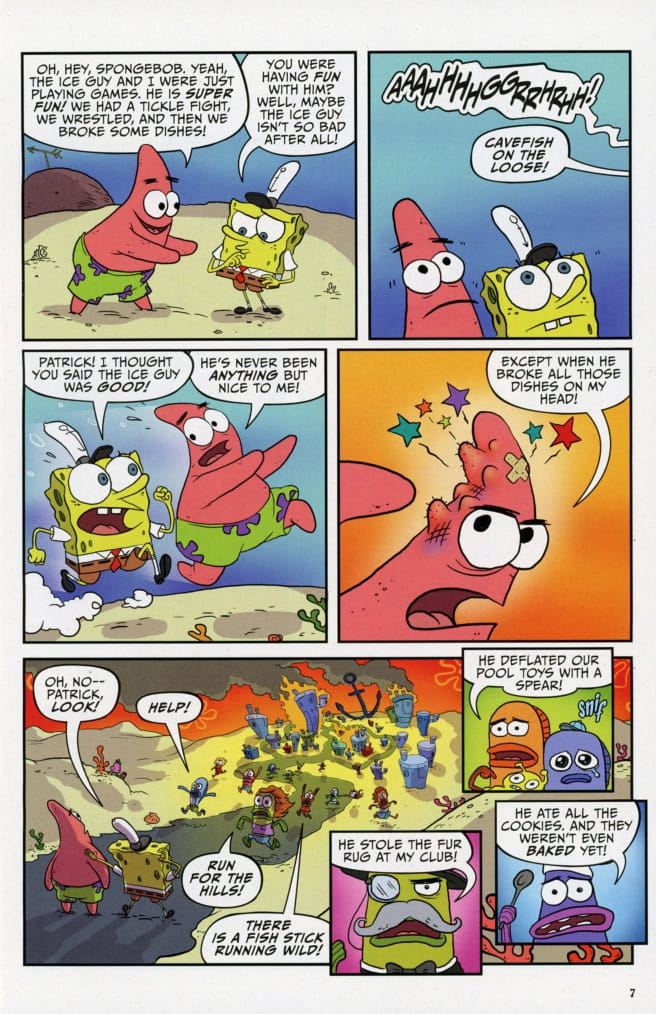 OH, HEY, SPONGEBOB. YEAH,
THE ICE GUY AND I WERE JUST
PLAYING GAMES. HE IS SUPER
FUN! WE HAD A TICKLE FIGHT,
WE WRESTLED, AND THEN WE
BROKE SOME DISHES!
YOU WERE
HAVING FUN
WITH HIM?
WELL, MAYBE
THE ICE GUY
ISN'T SO BAD
AFTER ALL!
AAAHHHHGGRRHRHH!
CAVEFISH
ON THE
LOOSE!
PATRICK! I THOUGHT
YOU SAID THE ICE GUY
WAS GOOD!
HE'S NEVER BEEN
ANYTHING BUT
NICE TO ME!
EXCEPT WHEN HE
BROKE ALL THOSE
DISHES ON MY
HEAD!
OH, NO--
PATRICK,
LOOK!
HELP!
RUN
FOR THE
HILLS!
THERE
IS A FISH STICK
RUNNING WILD!
HE DEFLATED OUR
POOL TOYS WITH A
SPEAR!
snif
HE STOLE THE FUR
RUG AT MY CLUB!
HE ATE ALL THE
COOKIES. AND THEY
WEREN'T EVEN
BAKED YET!
7